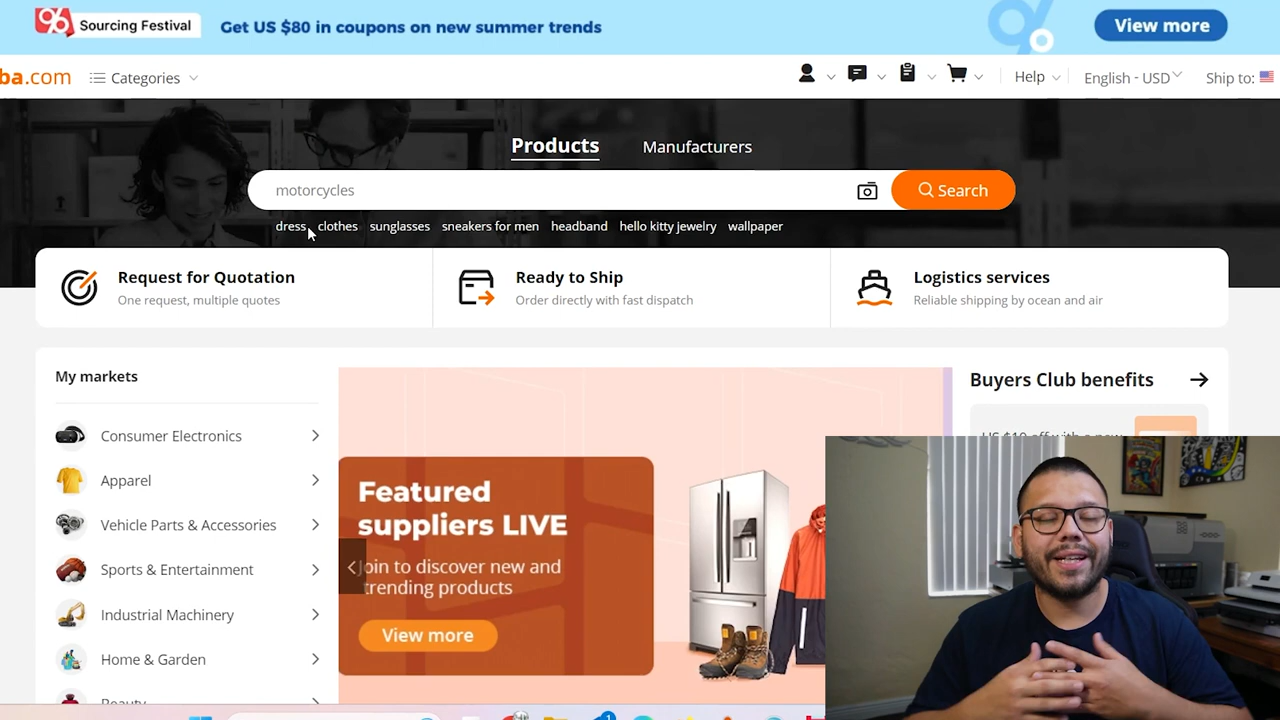 96 Sourcing Festival Get US $80 in coupons on new summer trends 96 View more
ba.com Categories Help English - USD Ship to:
Products Manufacturers
motorcycles Search
dress clothes sunglasses sneakers for men headband hello kitty jewelry wallpaper
Request for Quotation
One request, multiple quotes
Ready to Ship
Order directly with fast dispatch
Logistics services
Reliable shipping by ocean and air
My markets
Consumer Electronics
Apparel
Vehicle Parts & Accessories
Sports & Entertainment
Industrial Machinery
Home & Garden
Beauty
Featured
suppliers LIVE
Join to discover new and
trending products
View more
Buyers Club benefits
US $10 off with a new